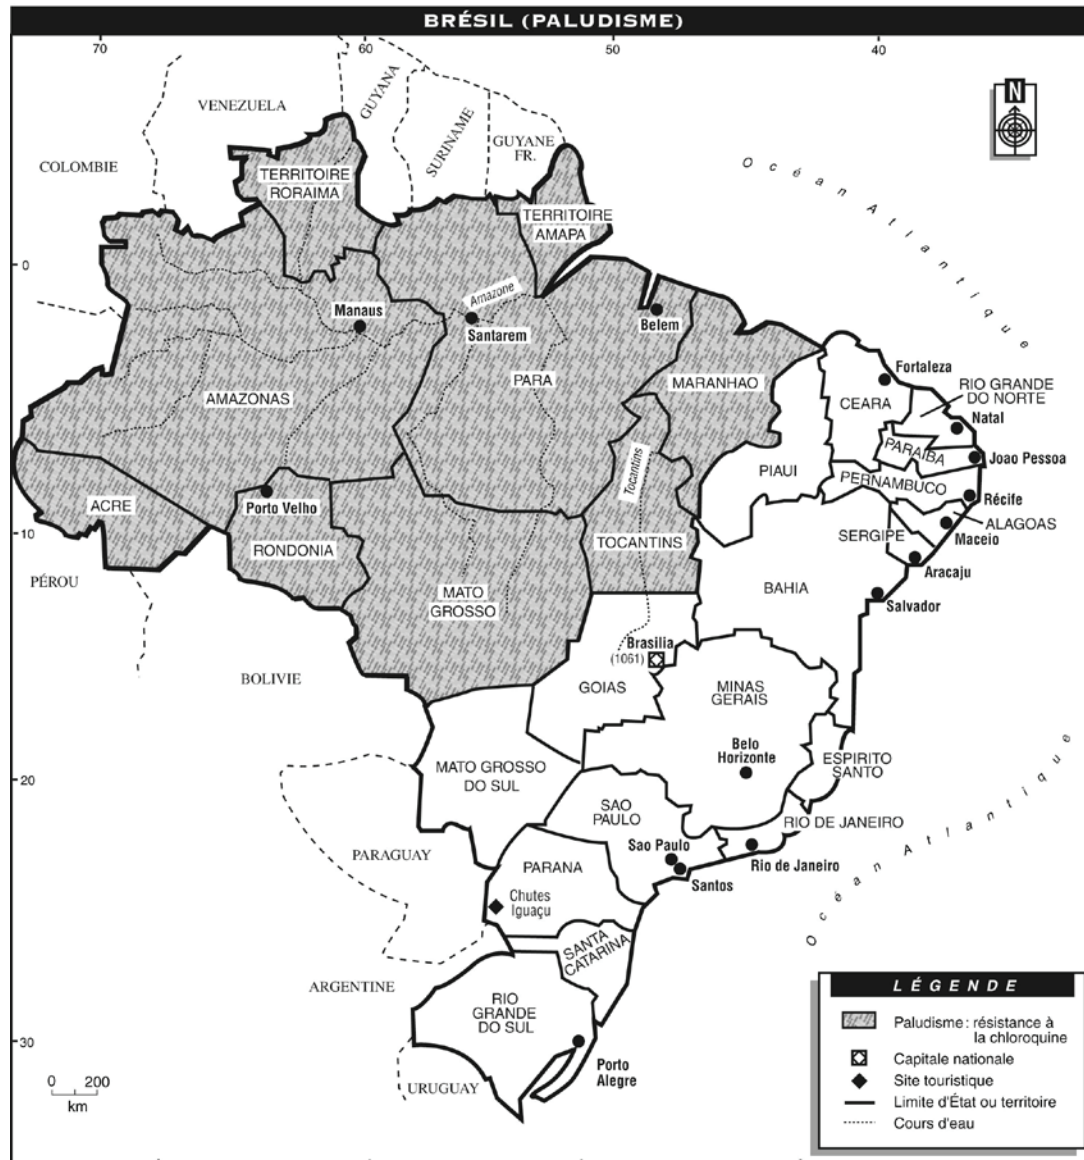 BRÉSIL (PALUDISME)
70
60
50
40
N
VENEZUELA
GUYANA
SURINAME
GUYANE
FR.
COLOMBIE
TERRITOIRE
RORAIMA
TERRITOIRE
AMAPA
Océan Atlantique
0
Manaus
Amazone
Santarem
Belem
Fortaleza
AMAZONAS
PARA
MARANHAO
CEARA
RIO GRANDE
DO NORTE
Natal
PARAIBA
Joao Pessoa
PIAUI
PERNAMBUCO
Tocantins
ACRE
Porto Velho
Récife
ALAGOAS
Maceio
10
RONDONIA
TOCANTINS
SERGIPE
Aracaju
PÉROU
MATO
GROSSO
BAHIA
Salvador
Brasilia
(1061)
BOLIVIE
GOIAS
MINAS
GERAIS
Belo
Horizonte
ESPIRITO
SANTO
20
MATO GROSSO
DO SUL
SAO
PAULO
RIO DE JANEIRO
Océan Atlantique
PARAGUAY
Sao Paulo
Rio de Janeiro
PARANA
Santos
Chutes
Iguaçu
SANTA
CATARINA
ARGENTINE
RIO
GRANDE
DO SUL
30
Porto
Alegre
URUGUAY
0 200
km
LÉGENDE
Paludisme : résistance à
la chloroquine
Capitale nationale
Site touristique
Limite d'État ou territoire
Cours d'eau